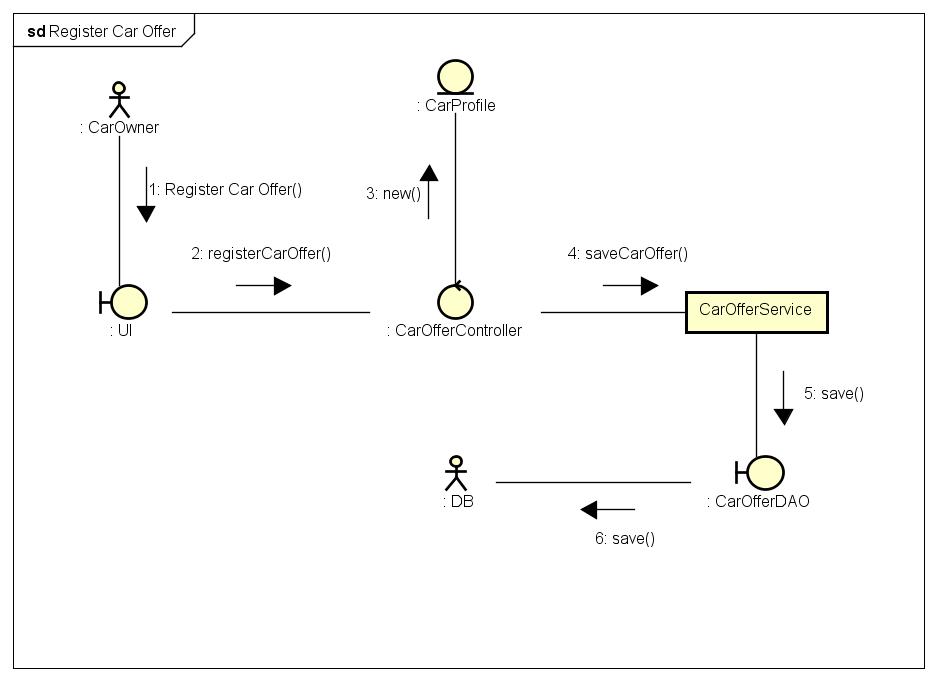 sd Register Car Offer
: CarProfile
: CarOwner
1: Register Car Offer()
3: new()
2: registerCarOffer()
4: saveCarOffer()
CarOfferService
: UI
: CarOfferController
5: save()
: DB
: CarOfferDAO
6: save()